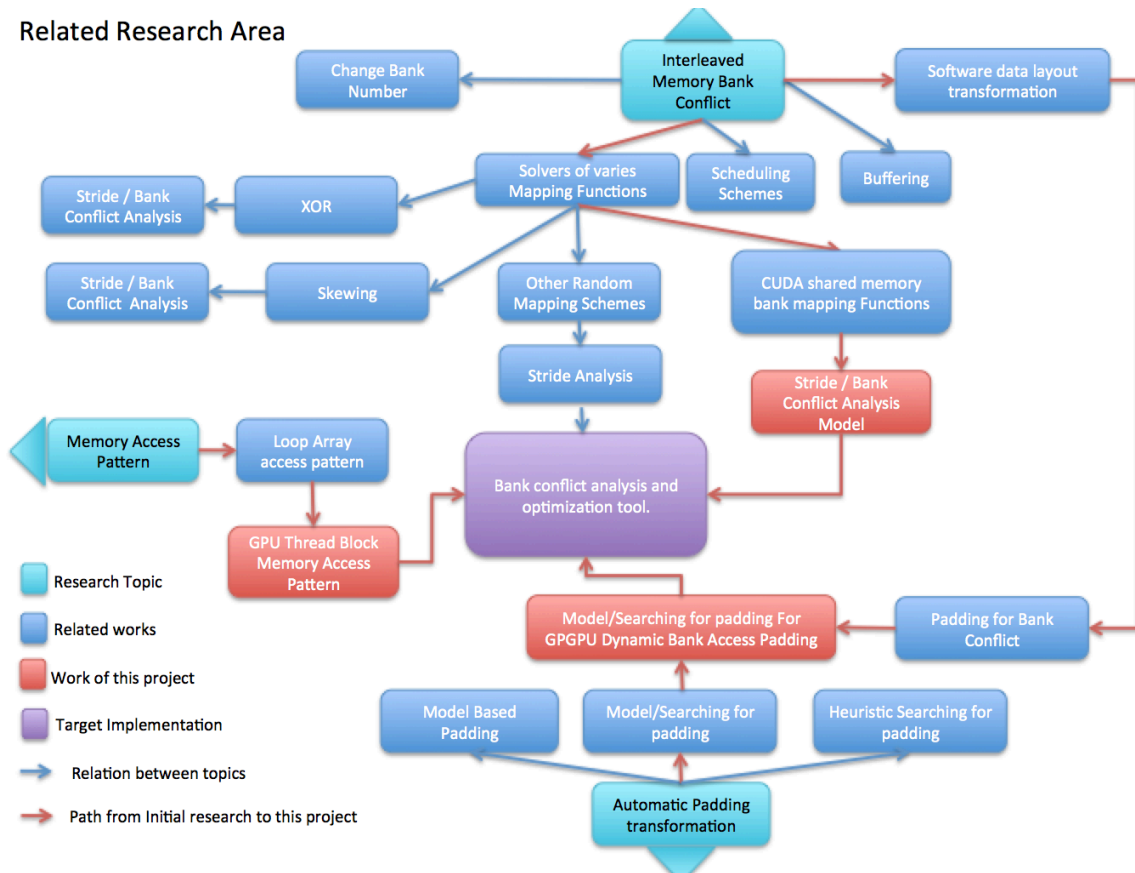 Related Research Area
Interleaved
Memory Bank
Conflict
Change Bank
Number
Software data layout
transformation
Solvers of varies
Mapping Functions
Scheduling
Schemes
Buffering
Stride / Bank
Conflict Analysis
XOR
Stride / Bank
Conflict Analysis
Skewing
Other Random
Mapping Schemes
CUDA shared memory
bank mapping Functions
Stride Analysis
Stride / Bank
Conflict Analysis
Model
Memory Access
Pattern
Loop Array
access pattern
Bank conflict analysis and
optimization tool.
GPU Thread Block
Memory Access
Pattern
Research Topic
Related works
Work of this project
Target Implementation
Relation between topics
Path from Initial research to this project
Model/Searching for padding For
GPGPU Dynamic Bank Access Padding
Padding for Bank
Conflict
Model Based
Padding
Model/Searching for
padding
Heuristic Searching for
padding
Automatic Padding
transformation